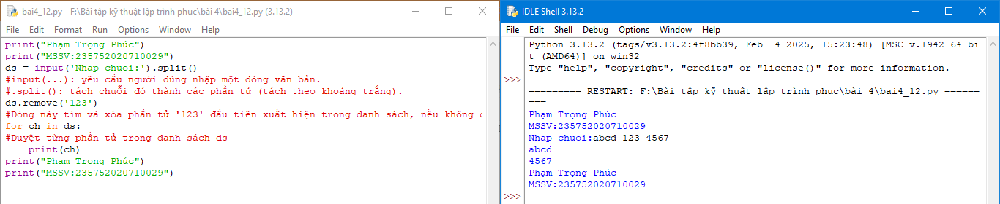 bai4_12.py - F:\Bài tập kỹ thuật lập trình phuc\bài 4\bai4_12.py (3.13.2)
File Edit Format Run Options Window Help
print("Phạm Trọng Phúc")
print("MSSV:235752020710029")
ds = input('Nhap chuoi:').split()
#input(...): yêu cầu người dùng nhập một dòng văn bản.
#.split(): tách chuỗi đó thành các phần tử (tách theo khoảng trắng).
ds.remove('123')
#Dòng này tìm và xóa phần tử '123' đầu tiên xuất hiện trong danh sách, nếu không
for ch in ds:
#Duyệt từng phần tử trong danh sách ds
    print(ch)
print("Phạm Trọng Phúc")
print("MSSV:235752020710029")
IDLE Shell 3.13.2
File Edit Shell Debug Options Window Help
Python 3.13.2 (tags/v3.13.2:4f8bb39, Feb  4 2025, 15:23:48) [MSC v.1942 64 bi
t (AMD64)] on win32
Type "help", "copyright", "credits" or "license()" for more information.
>>>
========= RESTART: F:\Bài tập kỹ thuật lập trình phuc\bài 4\bai4_12.py ======
===
Phạm Trọng Phúc
MSSV:235752020710029
Nhap chuoi:abcd 123 4567
abcd
4567
Phạm Trọng Phúc
MSSV:235752020710029
>>>